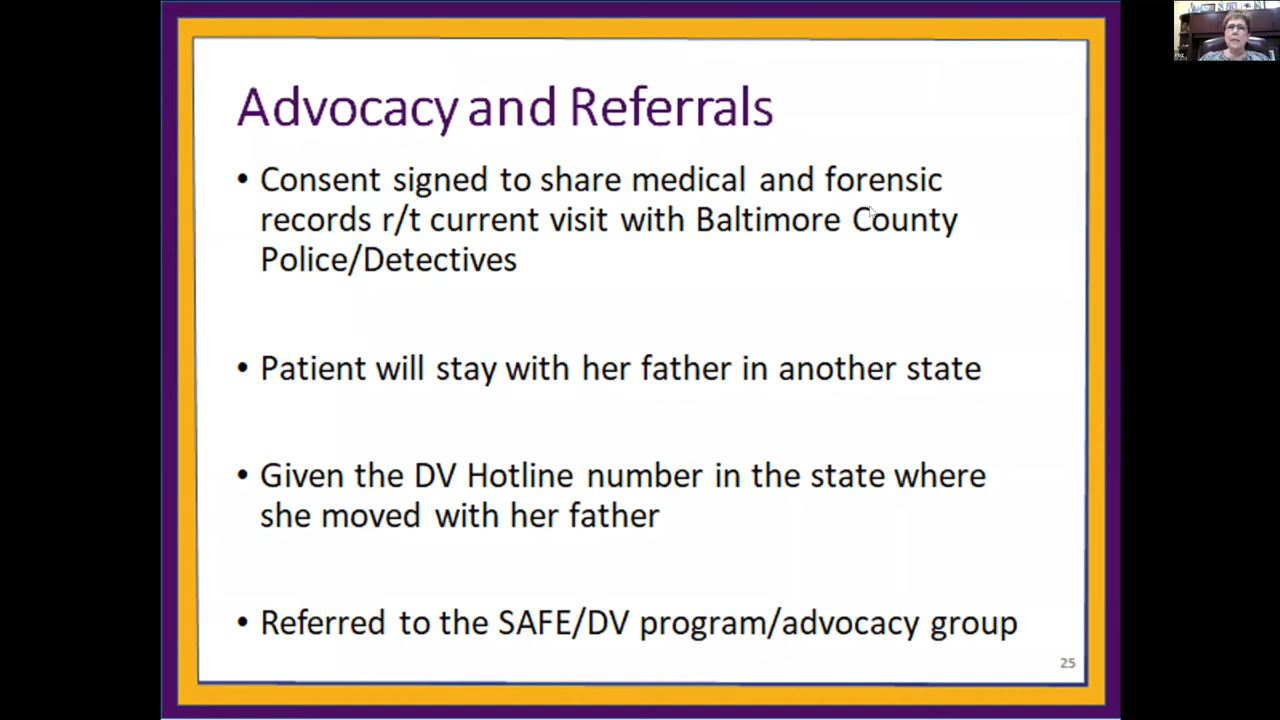 Advocacy and Referrals
• Consent signed to share medical and forensic
records r/t current visit with Baltimore County
Police/Detectives
• Patient will stay with her father in another state
• Given the DV Hotline number in the state where
she moved with her father
• Referred to the SAFE/DV program/advocacy group
25